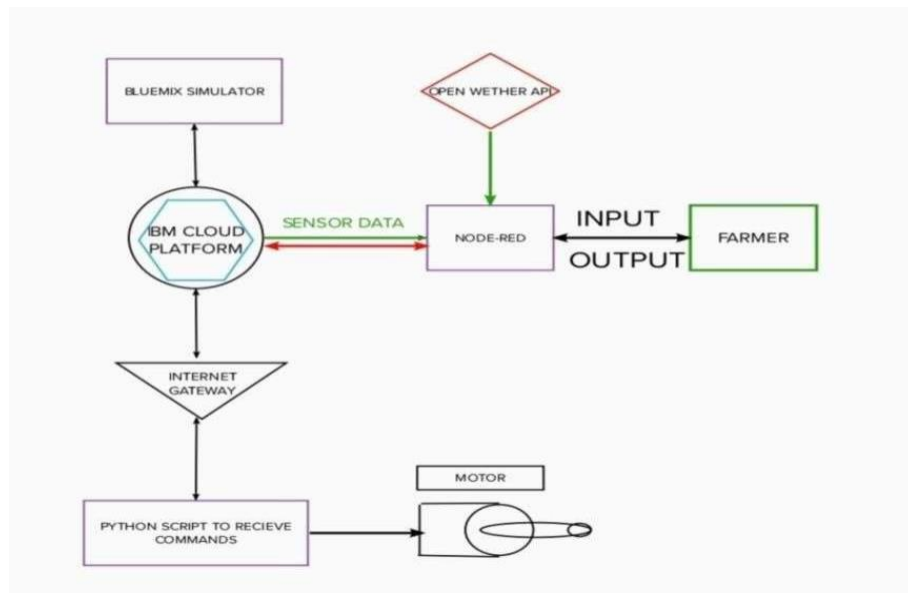 BLUEMIX SIMULATOR
OPEN WETHER API
IBM CLOUD
PLATFORM
SENSOR DATA
NODE-RED
INPUT
OUTPUT
FARMER
INTERNET
GATEWAY
MOTOR
PYTHON SCRIPT TO RECIEVE
COMMANDS